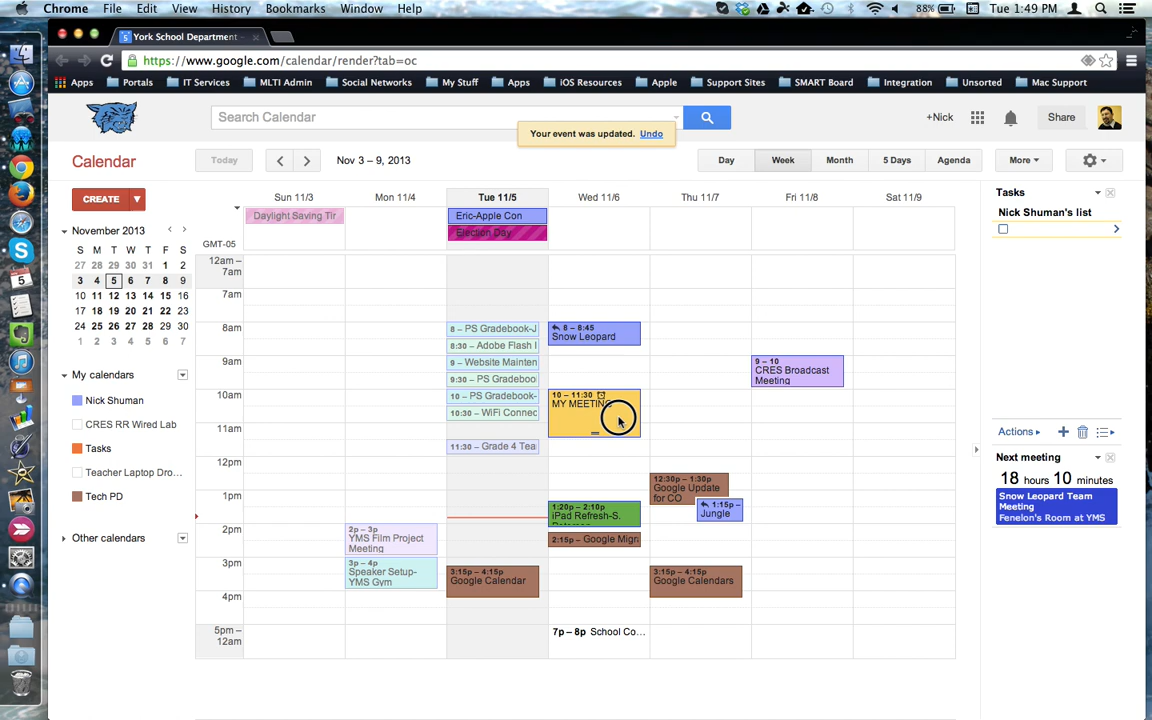 Chrome File Edit View History Bookmarks Window Help 88% Tue 1:49 PM
York School Department -
https://www.google.com/calendar/render?tab=oc
Apps Portals IT Services MLTI Admin Social Networks My Stuff Apps iOS Resources Apple Support Sites SMART Board Integration Unsorted Mac Support
Search Calendar
+Nick Share
Your event was updated. Undo
Calendar Today Nov 3 – 9, 2013 Day Week Month 5 Days Agenda More
CREATE
November 2013
S M T W T F S
27 28 29 30 31 1 2
3 4 5 6 7 8 9
10 11 12 13 14 15 16
17 18 19 20 21 22 23
24 25 26 27 28 29 30
1 2 3 4 5 6 7
My calendars
Nick Shuman
CRES RR Wired Lab
Tasks
Teacher Laptop Dro...
Tech PD
Other calendars
Sun 11/3 Mon 11/4 Tue 11/5 Wed 11/6 Thu 11/7 Fri 11/8 Sat 11/9
Daylight Saving Tir Eric-Apple Con
Election Day
GMT-05
12am –
7am
7am
8am
9am
10am
11am
12pm
1pm
2pm
3pm
4pm
5pm –
12am
2p – 3p
YMS Film Project
Meeting
3p – 4p
Speaker Setup-
YMS Gym
8 – PS Gradebook-J
8:30 – Adobe Flash I
9 – Website Mainten
9:30 – PS Gradeboo
10 – PS Gradebook-
10:30 – WiFi Connec
11:30 – Grade 4 Tea
3:15p – 4:15p
Google Calendar
8 – 8:45
Snow Leopard
10 – 11:30
MY MEETING
1:20p – 2:10p
iPad Refresh-S.
2:15p – Google Migr
7p – 8p School Co...
12:30p – 1:30p
Google Update
for CO
1:15p –
Jungle
3:15p – 4:15p
Google Calendars
9 – 10
CRES Broadcast
Meeting
Tasks
Nick Shuman's list
Actions
Next meeting
18 hours 10 minutes
Snow Leopard Team
Meeting
Fenelon's Room at YMS